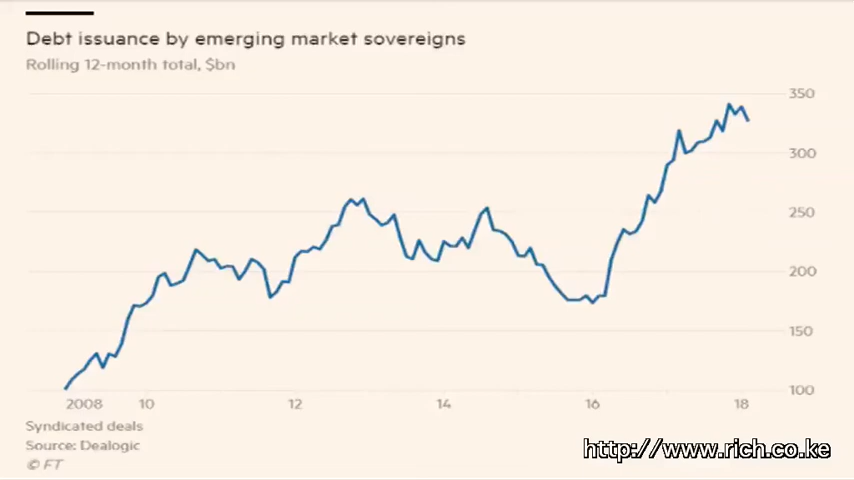 Debt issuance by emerging market sovereigns
Rolling 12-month total, $bn
350
300
250
200
150
100
2008 10 12 14 16 18
Syndicated deals
Source: Dealogic
© FT
http://www.rich.co.ke